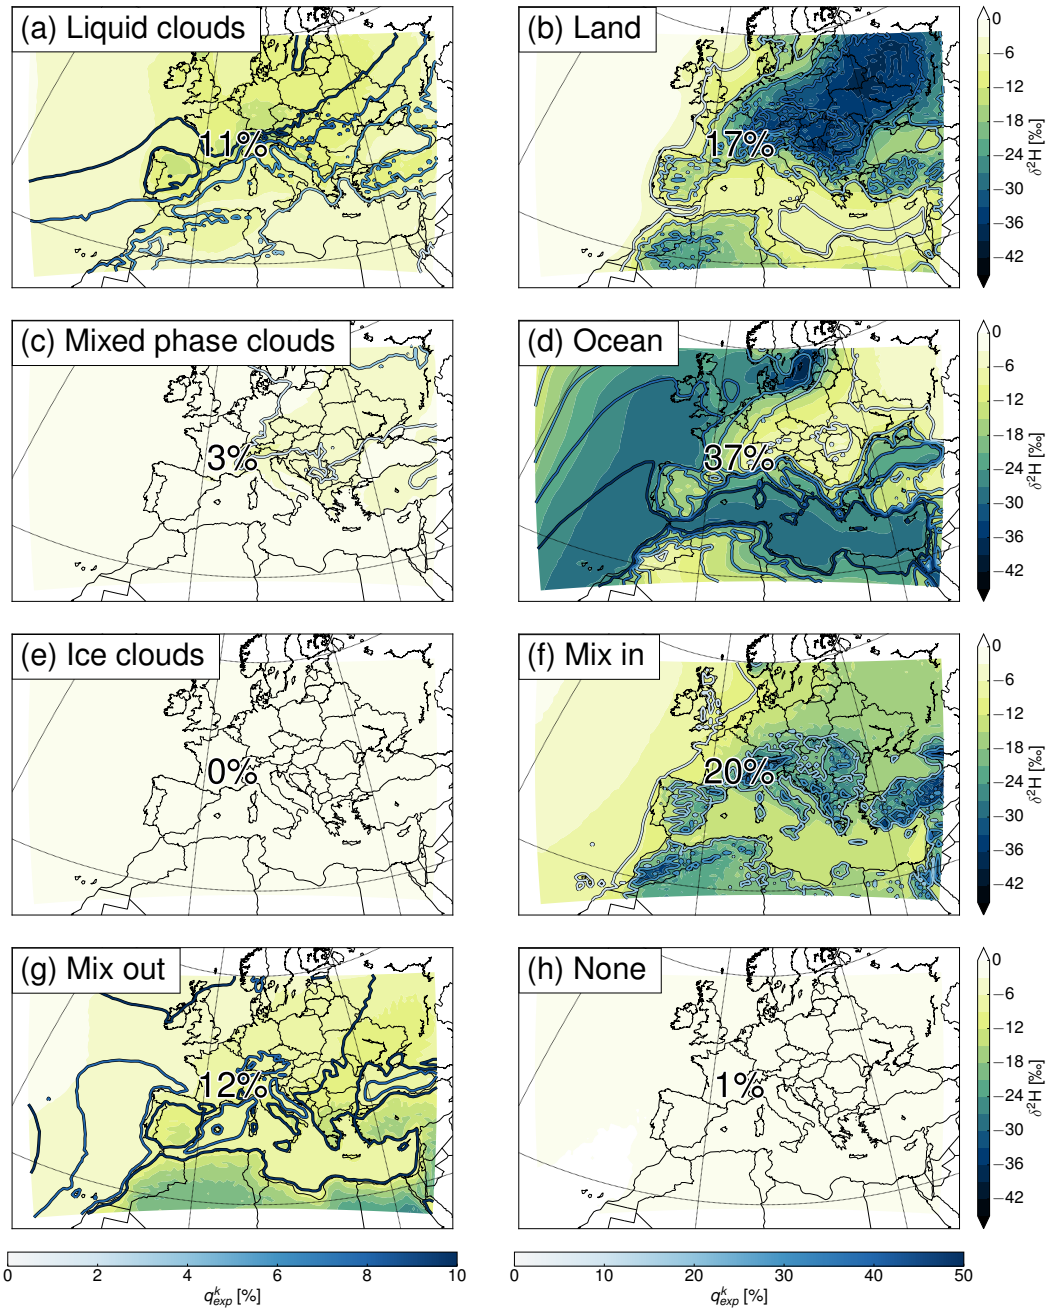 (a) Liquid clouds
11%
(b) Land
17%
0
−6
−12
−18
−24
−30
−36
−42
δ²H [‰]
(c) Mixed phase clouds
3%
(d) Ocean
37%
0
−6
−12
−18
−24
−30
−36
−42
δ²H [‰]
(e) Ice clouds
0%
(f) Mix in
20%
0
−6
−12
−18
−24
−30
−36
−42
δ²H [‰]
(g) Mix out
12%
(h) None
1%
0
−6
−12
−18
−24
−30
−36
−42
δ²H [‰]
0 2 4 6 8 10
q^k_exp [%]
0 10 20 30 40 50
q^k_exp [%]